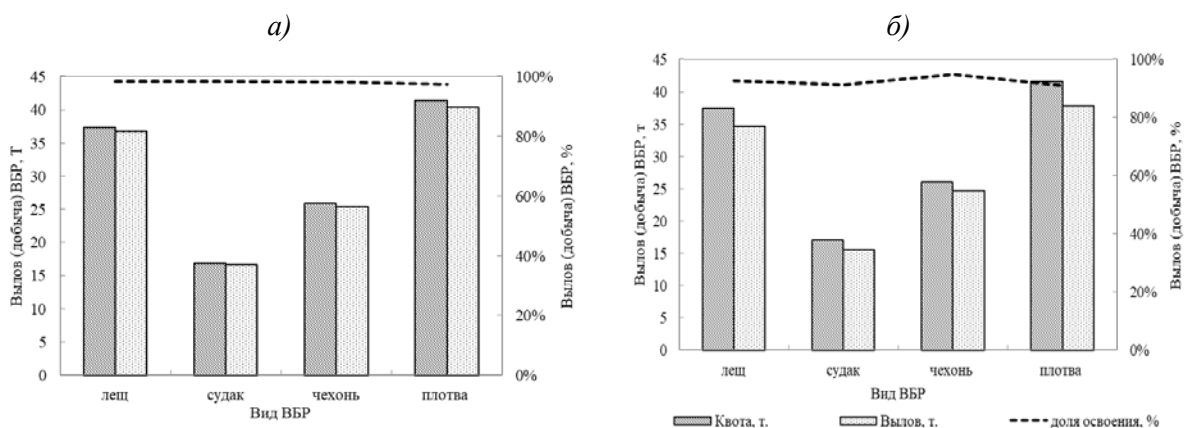 а)
б)
Вылов (добыча) ВБР, Т
45
40
35
30
25
20
15
10
5
0
100%
80%
60%
40%
20%
0%
Вылов (добыча) ВБР, %
лещ судак чехонь плотва
Вид ВБР
Вылов (добыча) ВБР, т
45
40
35
30
25
20
15
10
5
0
100%
80%
60%
40%
20%
0%
Вылов (добыча) ВБР, %
лещ судак чехонь плотва
Вид ВБР
Квота, т. Вылов, т. доля освоения, %